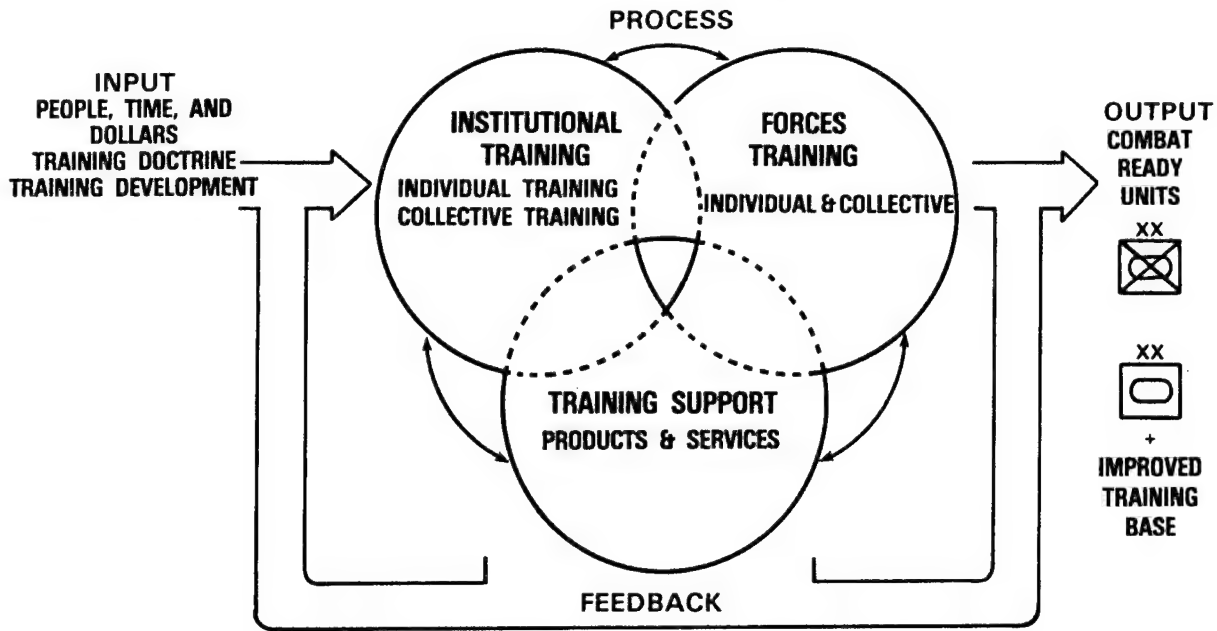 PROCESS
INPUT
PEOPLE, TIME, AND
DOLLARS
TRAINING DOCTRINE
TRAINING DEVELOPMENT
INSTITUTIONAL
TRAINING
INDIVIDUAL TRAINING
COLLECTIVE TRAINING
FORCES
TRAINING
INDIVIDUAL & COLLECTIVE
TRAINING SUPPORT
PRODUCTS & SERVICES
OUTPUT
COMBAT
READY
UNITS
XX
XX
+
IMPROVED
TRAINING
BASE
FEEDBACK